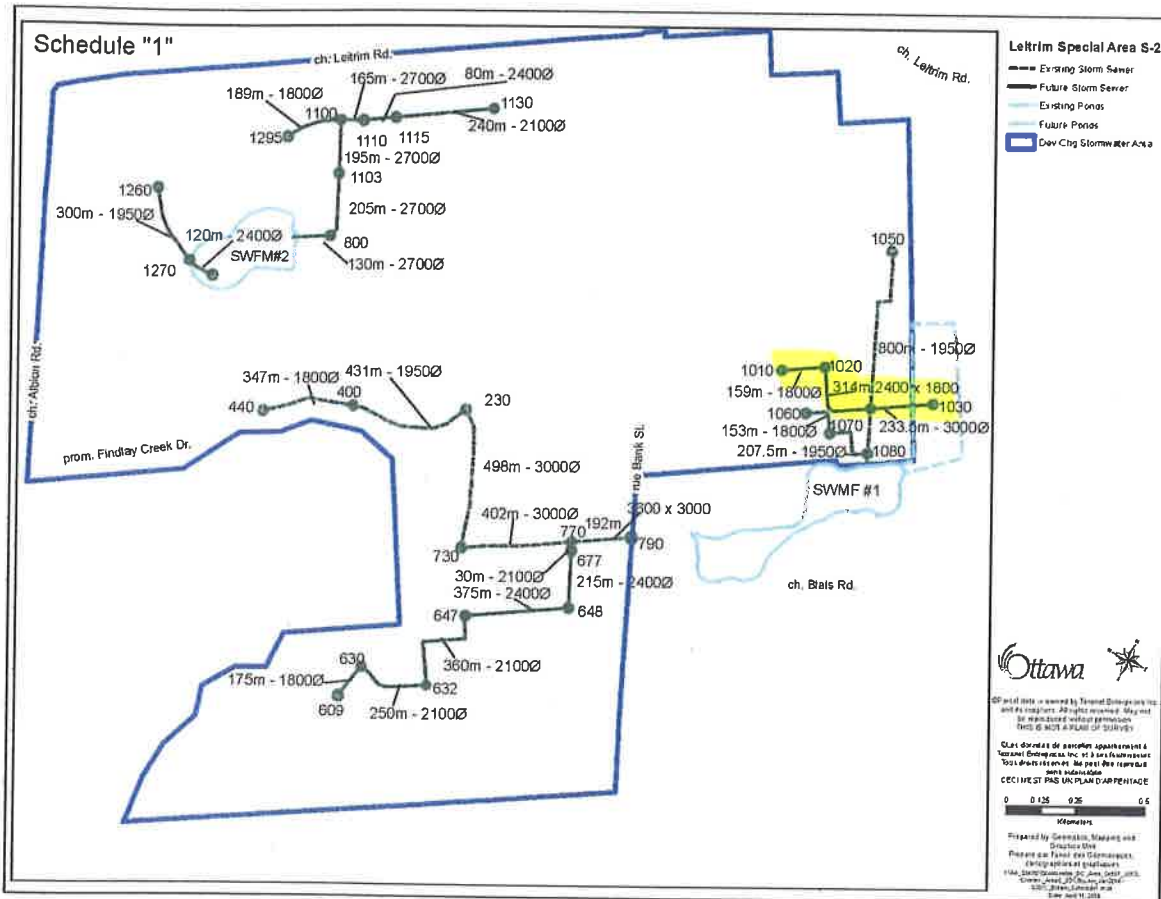 Schedule "1"
ch. Leitrim Rd.
ch. Leitrim Rd.
165m - 2700Ø
80m - 2400Ø
189m - 1800Ø
1100
1130
1295
1110
1115
240m - 2100Ø
195m - 2700Ø
1103
1260
300m - 1950Ø
205m - 2700Ø
120m - 2400Ø
SWFM#2
800
1270
130m - 2700Ø
1050
ch. Albion Rd.
800m - 1950Ø
1010
1020
159m - 1800Ø
314m 2400 x 1800
1060
1030
153m - 1800Ø
1070
207.5m - 1950Ø
1080
SWMF #1
347m - 1800Ø
431m - 1950Ø
440
400
230
prom. Findlay Creek Dr.
rue Bank St.
498m - 3000Ø
402m - 3000Ø
770
192m
730
790
677
30m - 2100Ø
215m - 2400Ø
375m - 2400Ø
ch. Blais Rd.
647
648
360m - 2100Ø
630
175m - 1800Ø
632
609
250m - 2100Ø
Leitrim Special Area S-2
Existing Storm Sewer
Future Storm Sewer
Existing Ponds
Future Ponds
Dev Chg Stormwater Area
Ottawa
THIS IS NOT A PLAN OF SURVEY
CECI N'EST PAS UN PLAN D'ARPENTAGE
0 0.125 0.25 0.5
Kilometers